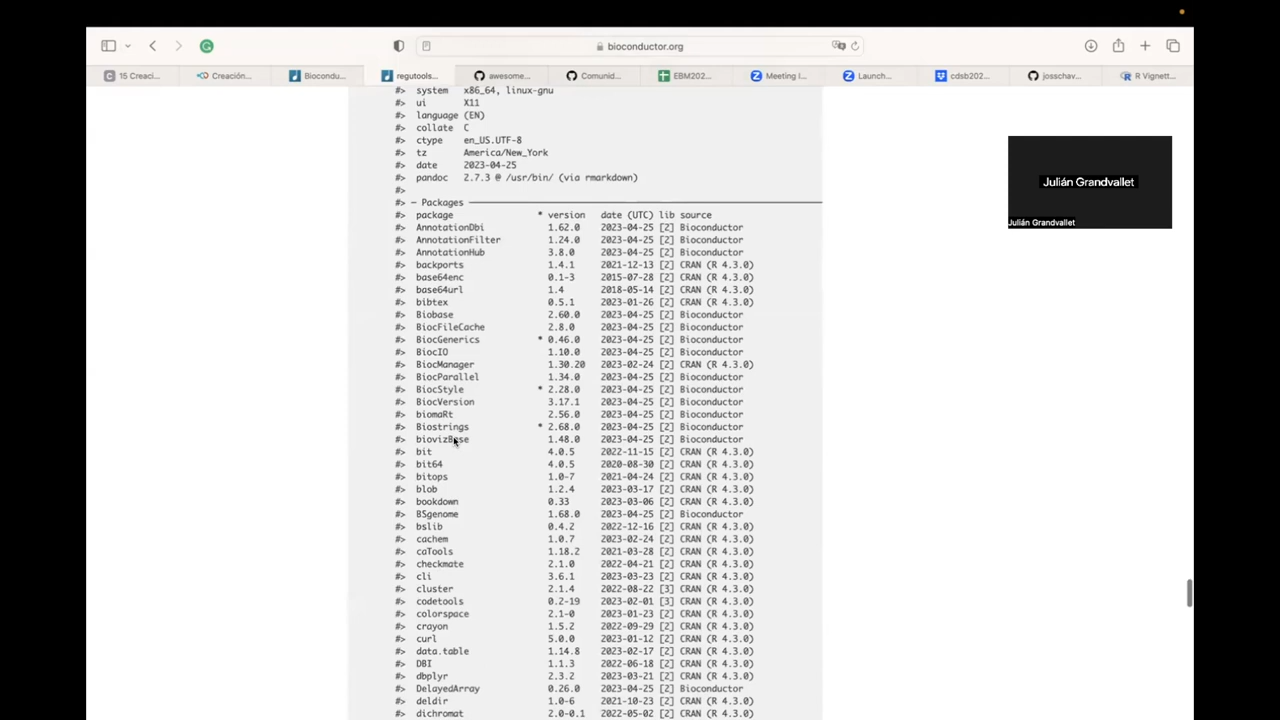 bioconductor.org
15 Creaci...
Creación...
Biocondu...
regutools...
awesome...
Comunid...
EBM202...
Meeting I...
Launch...
cdsb202...
josschav...
R Vignett...
#> system x86_64, linux-gnu
#> ui X11
#> language (EN)
#> collate C
#> ctype en_US.UTF-8
#> tz America/New_York
#> date 2023-04-25
#> pandoc 2.7.3 @ /usr/bin/ (via rmarkdown)
#>
#> — Packages
#> package * version date (UTC) lib source
#> AnnotationDbi 1.62.0 2023-04-25 [2] Bioconductor
#> AnnotationFilter 1.24.0 2023-04-25 [2] Bioconductor
#> AnnotationHub 3.8.0 2023-04-25 [2] Bioconductor
#> backports 1.4.1 2021-12-13 [2] CRAN (R 4.3.0)
#> base64enc 0.1-3 2015-07-28 [2] CRAN (R 4.3.0)
#> base64url 1.4 2018-05-14 [2] CRAN (R 4.3.0)
#> bibtex 0.5.1 2023-01-26 [2] CRAN (R 4.3.0)
#> Biobase 2.60.0 2023-04-25 [2] Bioconductor
#> BiocFileCache 2.8.0 2023-04-25 [2] Bioconductor
#> BiocGenerics * 0.46.0 2023-04-25 [2] Bioconductor
#> BiocIO 1.10.0 2023-04-25 [2] Bioconductor
#> BiocManager 1.30.20 2023-02-24 [2] CRAN (R 4.3.0)
#> BiocParallel 1.34.0 2023-04-25 [2] Bioconductor
#> BiocStyle * 2.28.0 2023-04-25 [2] Bioconductor
#> BiocVersion 3.17.1 2023-04-25 [2] Bioconductor
#> biomaRt 2.56.0 2023-04-25 [2] Bioconductor
#> Biostrings * 2.68.0 2023-04-25 [2] Bioconductor
#> biovizBase 1.48.0 2023-04-25 [2] Bioconductor
#> bit 4.0.5 2022-11-15 [2] CRAN (R 4.3.0)
#> bit64 4.0.5 2020-08-30 [2] CRAN (R 4.3.0)
#> bitops 1.0-7 2021-04-24 [2] CRAN (R 4.3.0)
#> blob 1.2.4 2023-03-17 [2] CRAN (R 4.3.0)
#> bookdown 0.33 2023-03-06 [2] CRAN (R 4.3.0)
#> BSgenome 1.68.0 2023-04-25 [2] Bioconductor
#> bslib 0.4.2 2022-12-16 [2] CRAN (R 4.3.0)
#> cachem 1.0.7 2023-02-24 [2] CRAN (R 4.3.0)
#> caTools 1.18.2 2021-03-28 [2] CRAN (R 4.3.0)
#> checkmate 2.1.0 2022-04-21 [2] CRAN (R 4.3.0)
#> cli 3.6.1 2023-03-23 [2] CRAN (R 4.3.0)
#> cluster 2.1.4 2022-08-22 [3] CRAN (R 4.3.0)
#> codetools 0.2-19 2023-02-01 [3] CRAN (R 4.3.0)
#> colorspace 2.1-0 2023-01-23 [2] CRAN (R 4.3.0)
#> crayon 1.5.2 2022-09-29 [2] CRAN (R 4.3.0)
#> curl 5.0.0 2023-01-12 [2] CRAN (R 4.3.0)
#> data.table 1.14.8 2023-02-17 [2] CRAN (R 4.3.0)
#> DBI 1.1.3 2022-06-18 [2] CRAN (R 4.3.0)
#> dbplyr 2.3.2 2023-03-21 [2] CRAN (R 4.3.0)
#> DelayedArray 0.26.0 2023-04-25 [2] Bioconductor
#> deldir 1.0-6 2021-10-23 [2] CRAN (R 4.3.0)
#> dichromat 2.0-0.1 2022-05-02 [2] CRAN (R 4.3.0)
Julián Grandvallet
Julián Grandvallet